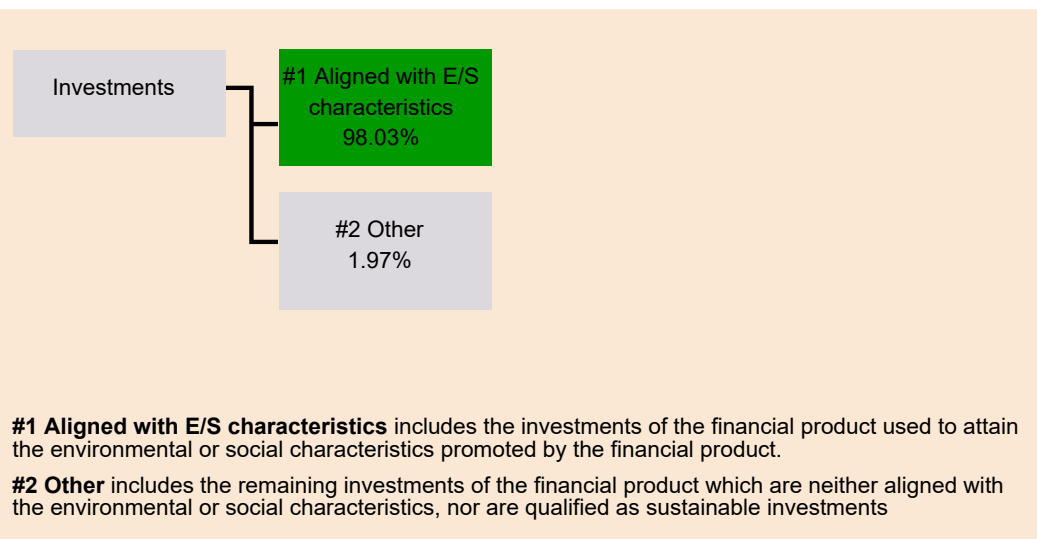 Investments
#1 Aligned with E/S
characteristics
98.03%
#2 Other
1.97%
#1 Aligned with E/S characteristics includes the investments of the financial product used to attain
the environmental or social characteristics promoted by the financial product.
#2 Other includes the remaining investments of the financial product which are neither aligned with
the environmental or social characteristics, nor are qualified as sustainable investments